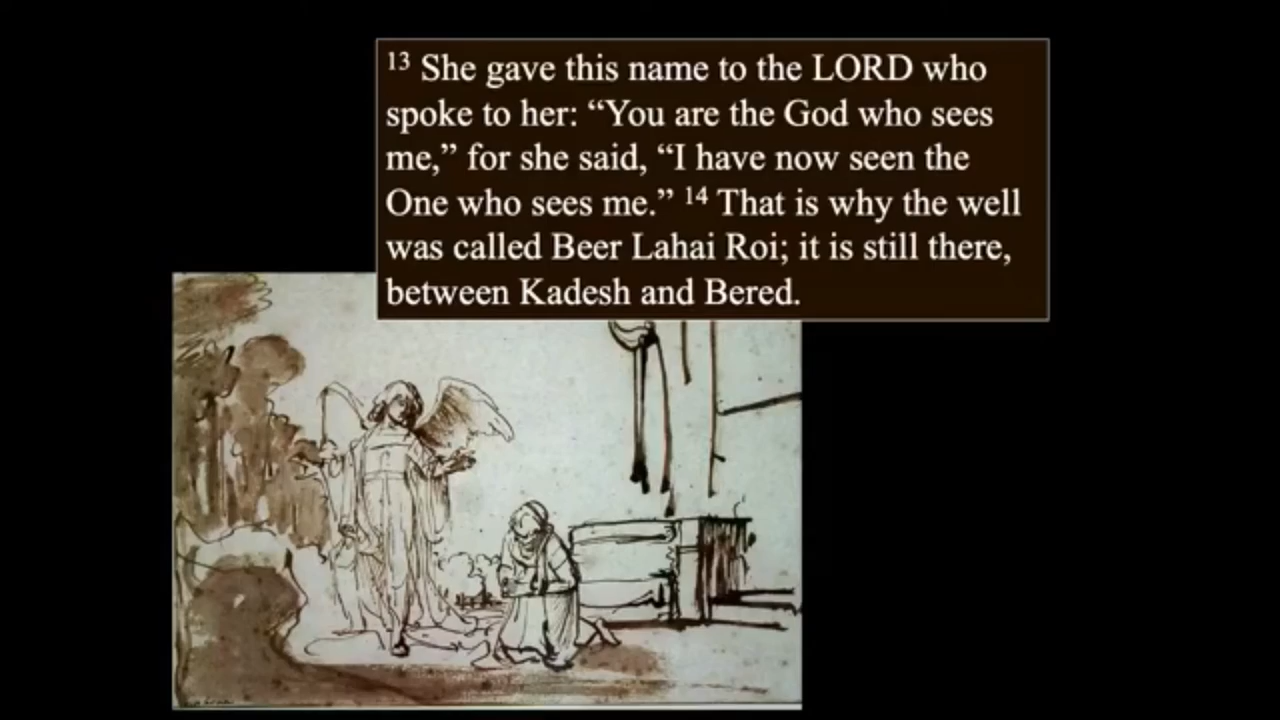 ¹³ She gave this name to the LORD who
spoke to her: “You are the God who sees
me,” for she said, “I have now seen the
One who sees me.” ¹⁴ That is why the well
was called Beer Lahai Roi; it is still there,
between Kadesh and Bered.